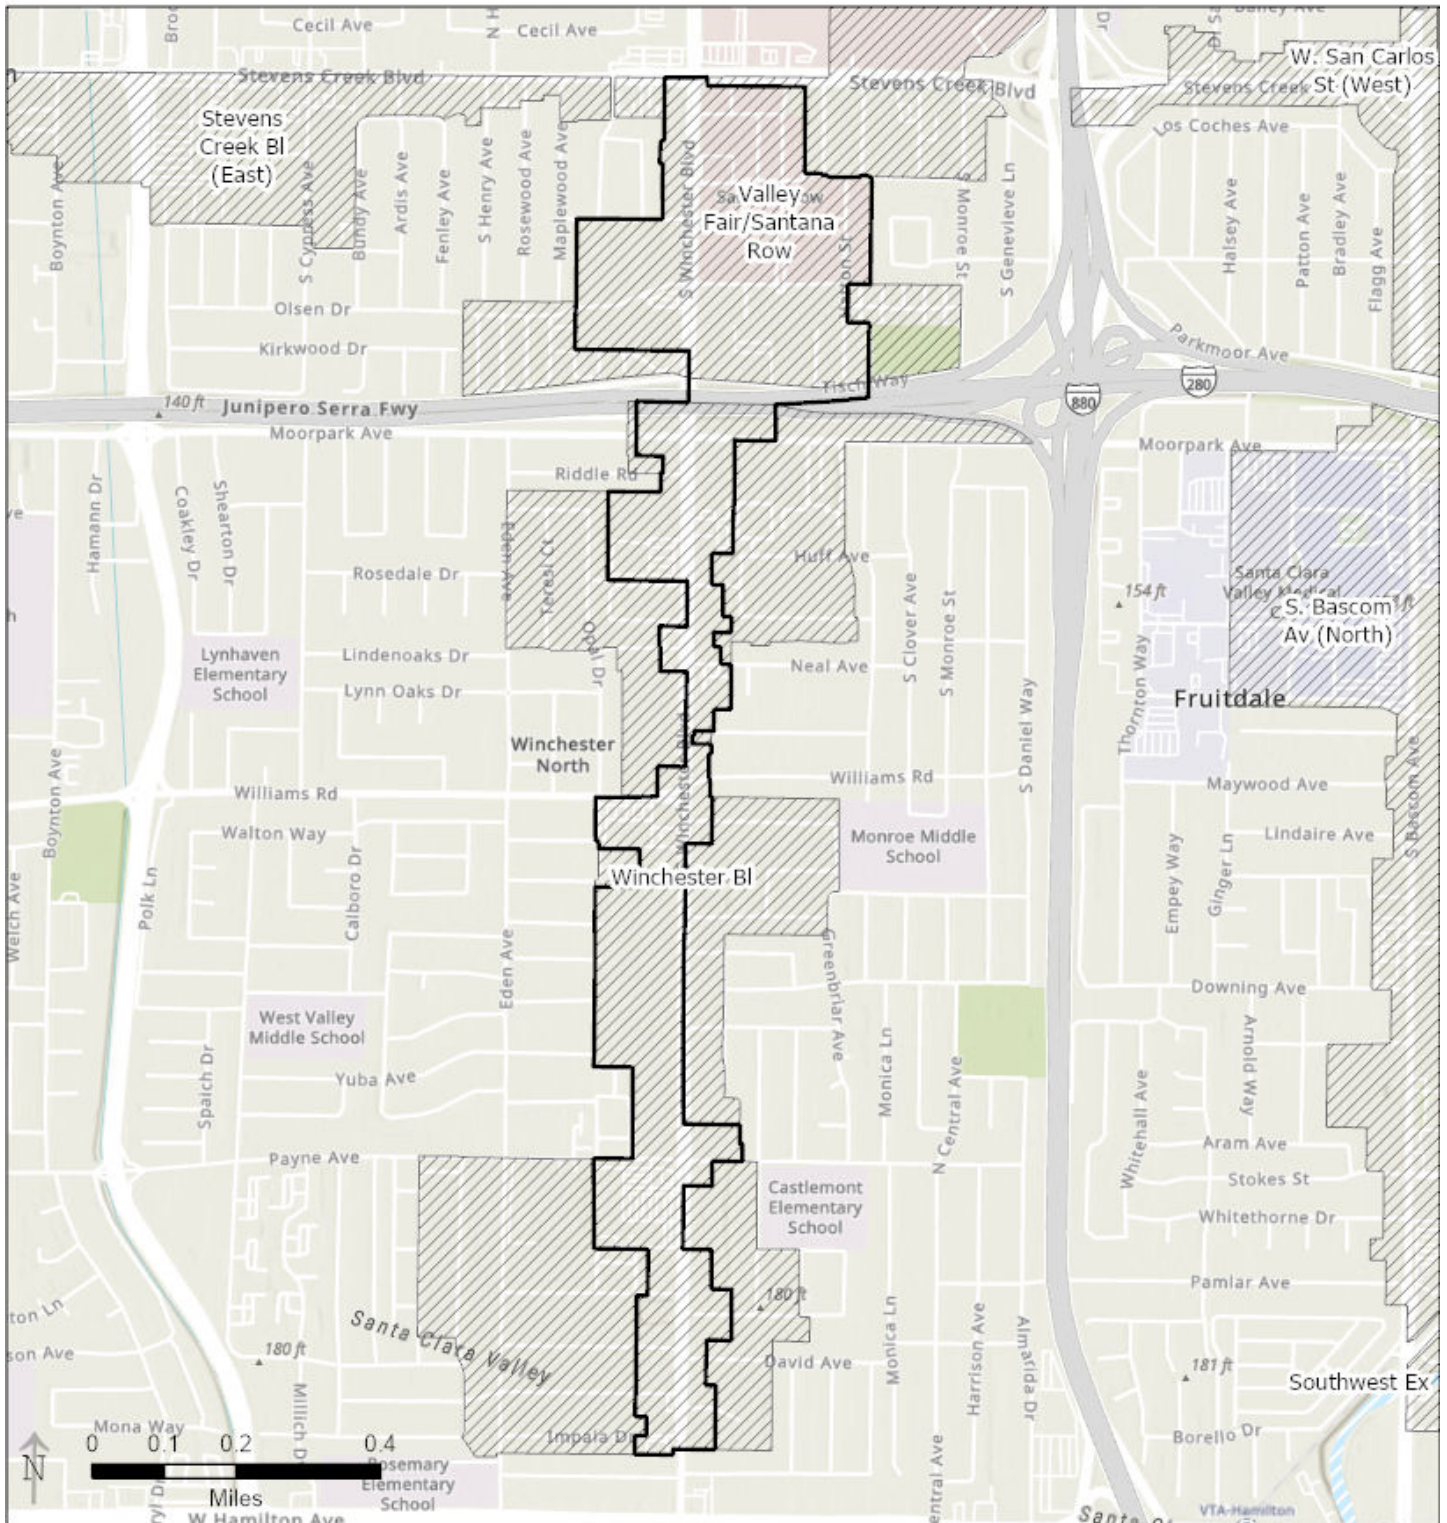 Cecil Ave
Cecil Ave
N H
Stevens Creek Blvd
Stevens Creek Blvd
W. San Carlos
St (West)
Stevens Creek
Los Coches Ave
Stevens
Creek Bl
(East)
Boynton Ave
S Cypress Ave
Bundy Ave
Ardis Ave
Fenley Ave
S Henry Ave
Rosewood Ave
Maplewood Ave
S Winchester Blvd
Valley
Fair/Santana
Row
S Monroe St
S Genevieve Ln
Halsey Ave
Patton Ave
Bradley Ave
Flagg Ave
Olsen Dr
Kirkwood Dr
Parkmoor Ave
Tisch Way
280
880
140 ft
Junipero Serra Fwy
Moorpark Ave
Moorpark Ave
Riddle Rd
Hamann Dr
Coakley Dr
Shearton Dr
Rosedale Dr
Eden Ave
Teresi Ct
Opal Dr
Huff Ave
S Clover Ave
S Monroe St
154 ft
Santa Clara
Valley Medical
S. Bascom
Av (North)
Lynhaven
Elementary
School
Lindenoaks Dr
Lynn Oaks Dr
Neal Ave
S Daniel Way
Thornton Way
Fruitdale
Winchester
North
Williams Rd
Williams Rd
Maywood Ave
Boynton Ave
Walton Way
Calboro Dr
Monroe Middle
School
Lindaire Ave
S Bascom Ave
Winchester Bl
Welch Ave
Polk Ln
Eden Ave
Greenbriar Ave
Empey Way
Ginger Ln
West Valley
Middle School
Downing Ave
Arnold Way
Yuba Ave
Spaich Dr
Monica Ln
N Central Ave
Whitehall Ave
Aram Ave
Payne Ave
Stokes St
Castlemont
Elementary
School
Whitethorne Dr
Pamlar Ave
ton Ln
180 ft
Santa Clara Valley
son Ave
180 ft
David Ave
Monica Ln
Harrison Ave
Almarida Dr
181 ft
Southwest Ex
Mona Way
Millich Dr
Impala Dr
Borello Dr
0 0.1 0.2 0.4
Miles
N
Rosemary
Elementary
School
W Hamilton Ave
entral Ave
VTA-Hamilton